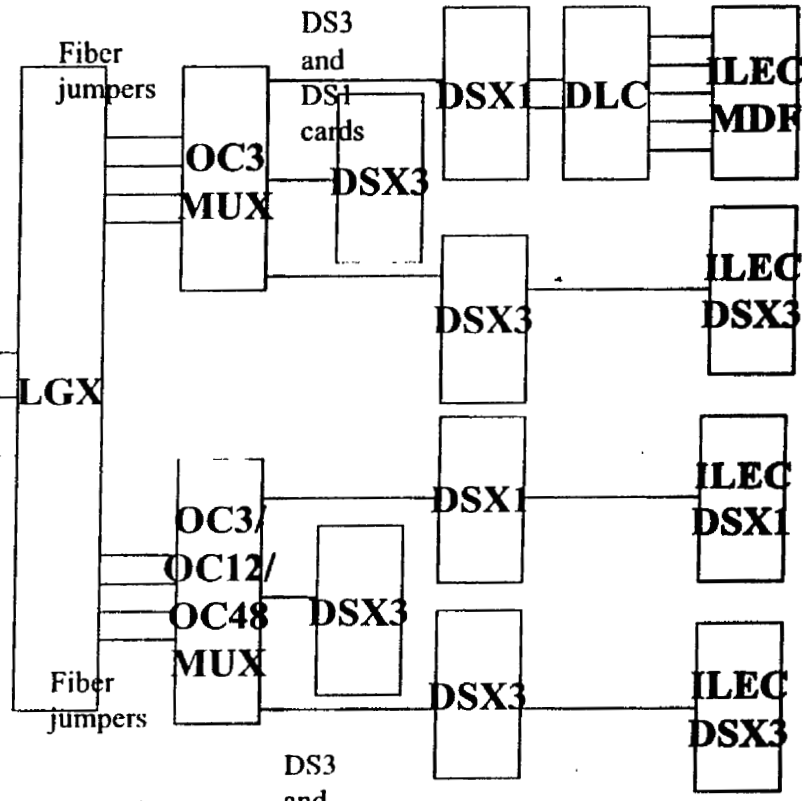 DS3
and
DS1
cards
Fiber
jumpers
OC3
MUX
DSX3
DSX1
DLC
ILEC
MDF
DSX3
ILEC
DSX3
LGX
OC3/
OC12/
OC48
MUX
DSX3
DSX1
ILEC
DSX1
DSX3
ILEC
DSX3
Fiber
jumpers
DS3
and